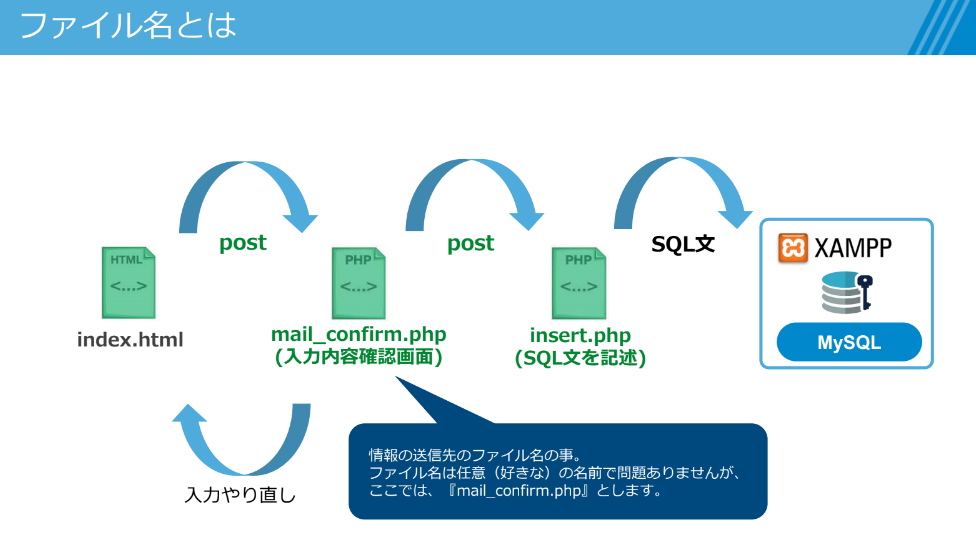 ファイル名とは
post
post
SQL文
HTML
<...>
index.html
PHP
<...>
mail_confirm.php
(入力内容確認画面)
PHP
<...>
insert.php
(SQL文を記述)
XAMPP
MySQL
入力やり直し
情報の送信先のファイル名の事。
ファイル名は任意（好きな）の名前で問題ありませんが、
ここでは、『mail_confirm.php』とします。